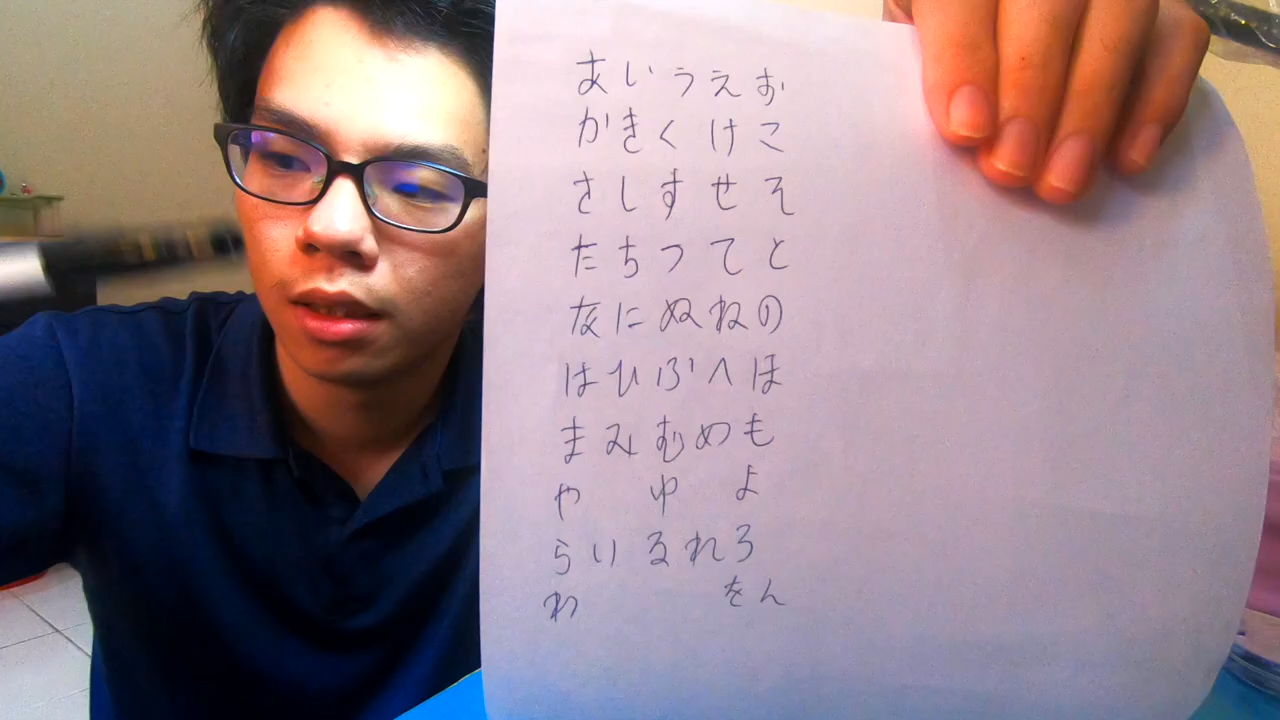 あいうえお
かきくけこ
さしすせそ
たちつてと
なにぬねの
はひふへほ
まみむめも
や ゆ よ
らりるれろ
わ をん